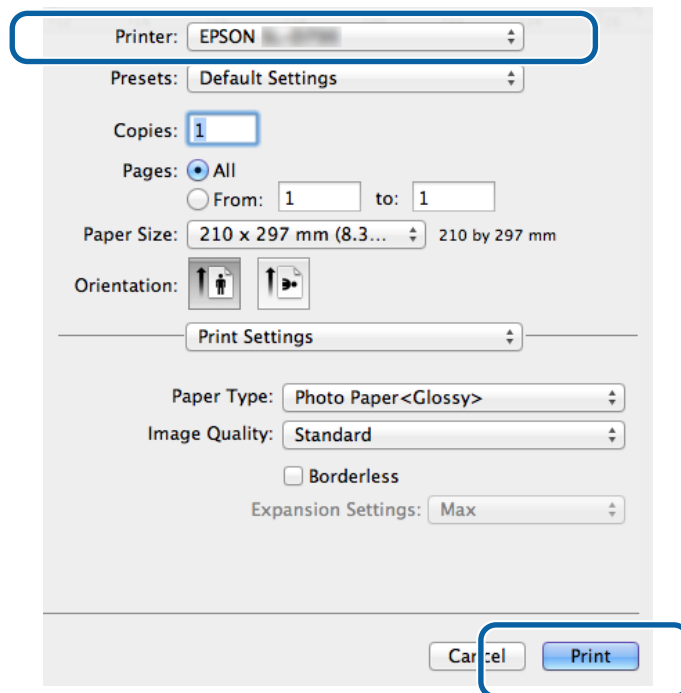 Printer: EPSON
Presets: Default Settings
Copies: 1
Pages: All
From: 1 to: 1
Paper Size: 210 x 297 mm (8.3... 210 by 297 mm
Orientation:
Print Settings
Paper Type: Photo Paper<Glossy>
Image Quality: Standard
Borderless
Expansion Settings: Max
Cancel Print